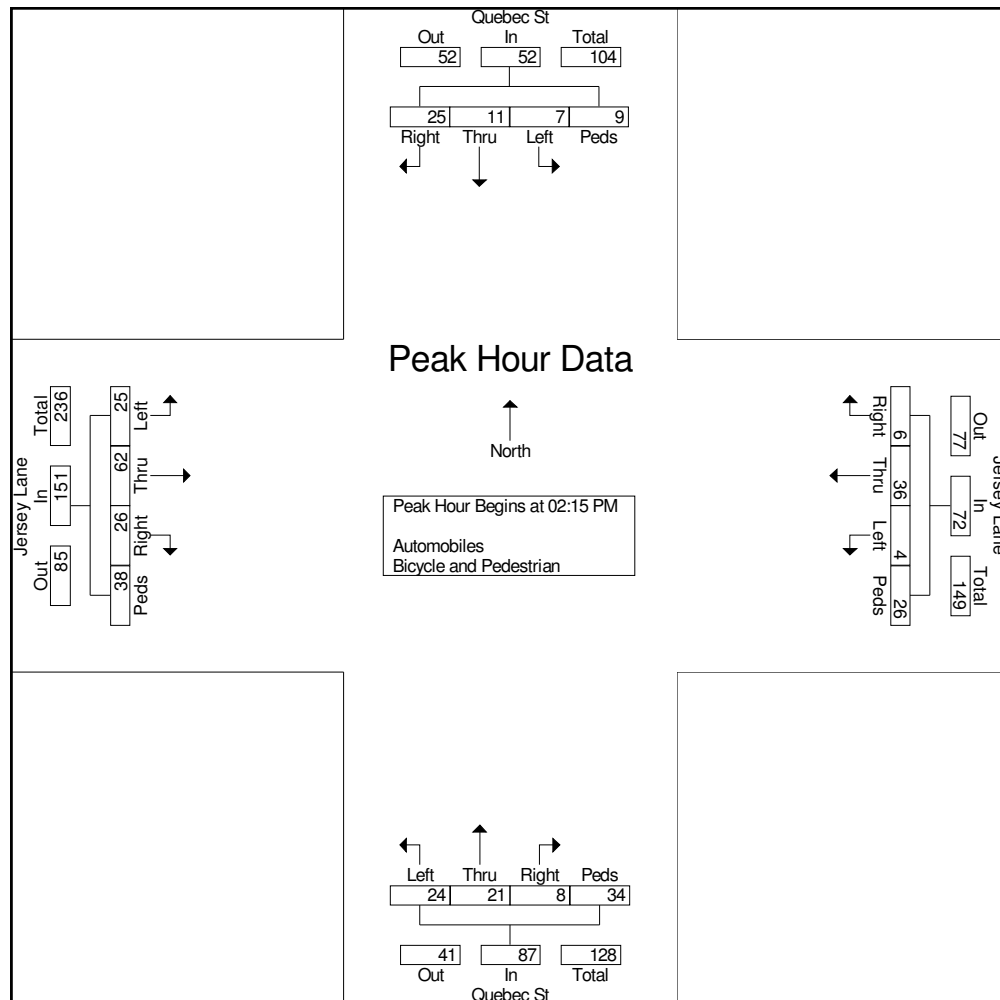 Quebec St
Out In Total
52 52 104
25 11 7 9
Right Thru Left Peds
Peak Hour Data
North
Peak Hour Begins at 02:15 PM
Automobiles
Bicycle and Pedestrian
Jersey Lane
Total In Out
236 151 85
25 62 26 38
Left Thru Right Peds
Right Thru Left Peds
6 36 4 26
Out In Total
77 72 149
Jersey Lane
Left Thru Right Peds
24 21 8 34
41 87 128
Out In Total
Quebec St